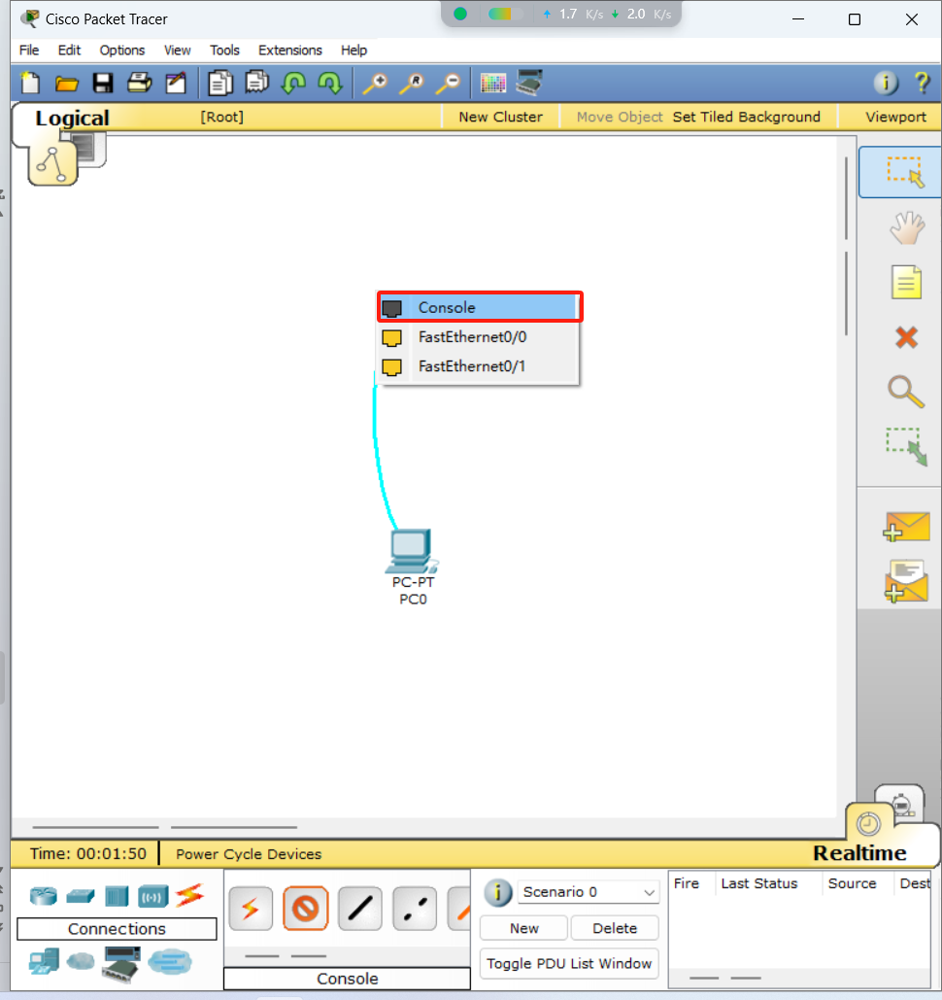 Cisco Packet Tracer
1.7 K/s 2.0 K/s
File Edit Options View Tools Extensions Help
Logical [Root] New Cluster Move Object Set Tiled Background Viewport
Console
FastEthernet0/0
FastEthernet0/1
PC-PT
PC0
Time: 00:01:50 Power Cycle Devices Realtime
Connections
Console
Scenario 0
New Delete
Toggle PDU List Window
Fire Last Status Source Dest